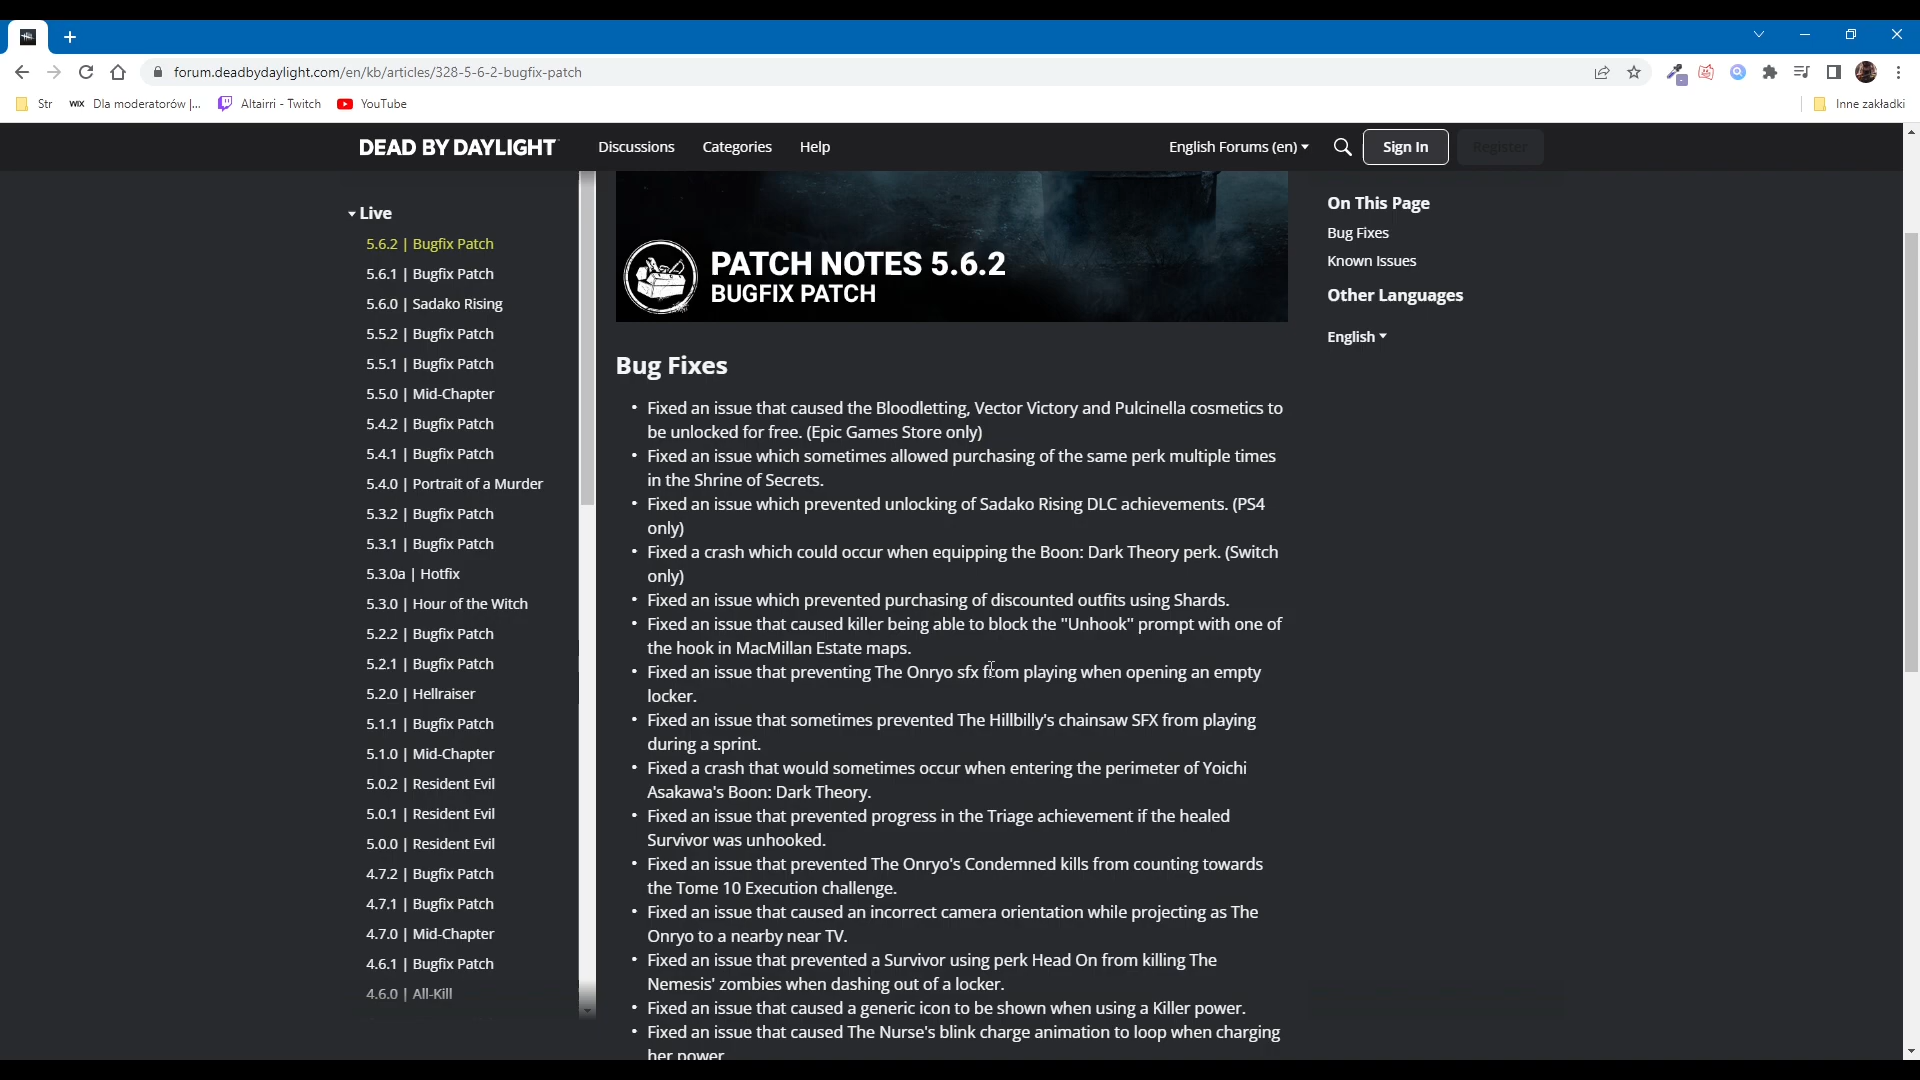 forum.deadbydaylight.com/en/kb/articles/328-5-6-2-bugfix-patch
Str
WIX Dla moderatorów |...
Altairri - Twitch
YouTube
Inne zakładki
DEAD BY DAYLIGHT
Discussions
Categories
Help
English Forums (en)
Sign In
Register
Live
5.6.2 | Bugfix Patch
5.6.1 | Bugfix Patch
5.6.0 | Sadako Rising
5.5.2 | Bugfix Patch
5.5.1 | Bugfix Patch
5.5.0 | Mid-Chapter
5.4.2 | Bugfix Patch
5.4.1 | Bugfix Patch
5.4.0 | Portrait of a Murder
5.3.2 | Bugfix Patch
5.3.1 | Bugfix Patch
5.3.0a | Hotfix
5.3.0 | Hour of the Witch
5.2.2 | Bugfix Patch
5.2.1 | Bugfix Patch
5.2.0 | Hellraiser
5.1.1 | Bugfix Patch
5.1.0 | Mid-Chapter
5.0.2 | Resident Evil
5.0.1 | Resident Evil
5.0.0 | Resident Evil
4.7.2 | Bugfix Patch
4.7.1 | Bugfix Patch
4.7.0 | Mid-Chapter
4.6.1 | Bugfix Patch
4.6.0 | All-Kill
PATCH NOTES 5.6.2
BUGFIX PATCH
Bug Fixes
• Fixed an issue that caused the Bloodletting, Vector Victory and Pulcinella cosmetics to
be unlocked for free. (Epic Games Store only)
• Fixed an issue which sometimes allowed purchasing of the same perk multiple times
in the Shrine of Secrets.
• Fixed an issue which prevented unlocking of Sadako Rising DLC achievements. (PS4
only)
• Fixed a crash which could occur when equipping the Boon: Dark Theory perk. (Switch
only)
• Fixed an issue which prevented purchasing of discounted outfits using Shards.
• Fixed an issue that caused killer being able to block the "Unhook" prompt with one of
the hook in MacMillan Estate maps.
• Fixed an issue that preventing The Onryo sfx from playing when opening an empty
locker.
• Fixed an issue that sometimes prevented The Hillbilly's chainsaw SFX from playing
during a sprint.
• Fixed a crash that would sometimes occur when entering the perimeter of Yoichi
Asakawa's Boon: Dark Theory.
• Fixed an issue that prevented progress in the Triage achievement if the healed
Survivor was unhooked.
• Fixed an issue that prevented The Onryo's Condemned kills from counting towards
the Tome 10 Execution challenge.
• Fixed an issue that caused an incorrect camera orientation while projecting as The
Onryo to a nearby near TV.
• Fixed an issue that prevented a Survivor using perk Head On from killing The
Nemesis' zombies when dashing out of a locker.
• Fixed an issue that caused a generic icon to be shown when using a Killer power.
• Fixed an issue that caused The Nurse's blink charge animation to loop when charging
her power
On This Page
Bug Fixes
Known Issues
Other Languages
English